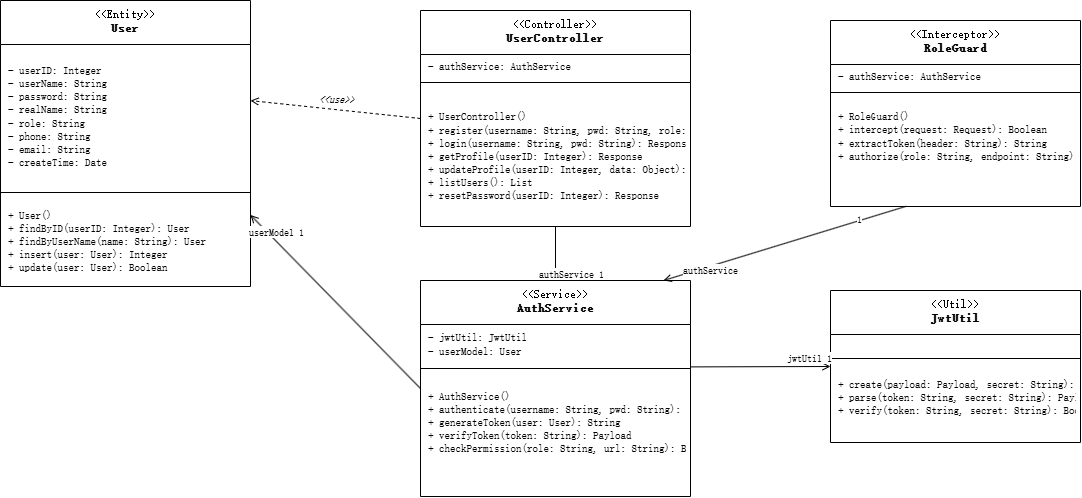 <<Entity>>
User
- userID: Integer
- userName: String
- password: String
- realName: String
- role: String
- phone: String
- email: String
- createTime: Date
+ User()
+ findByID(userID: Integer): User
+ findByUserName(name: String): User
+ insert(user: User): Integer
+ update(user: User): Boolean
<<use>>
<<Controller>>
UserController
- authService: AuthService
+ UserController()
+ register(username: String, pwd: String, role:
+ login(username: String, pwd: String): Respons
+ getProfile(userID: Integer): Response
+ updateProfile(userID: Integer, data: Object):
+ listUsers(): List
+ resetPassword(userID: Integer): Response
<<Interceptor>>
RoleGuard
- authService: AuthService
+ RoleGuard()
+ intercept(request: Request): Boolean
+ extractToken(header: String): String
+ authorize(role: String, endpoint: String)
userModel 1
authService 1
1
authService
<<Service>>
AuthService
- jwtUtil: JwtUtil
- userModel: User
+ AuthService()
+ authenticate(username: String, pwd: String):
+ generateToken(user: User): String
+ verifyToken(token: String): Payload
+ checkPermission(role: String, url: String): B
jwtUtil 1
<<Util>>
JwtUtil
+ create(payload: Payload, secret: String):
+ parse(token: String, secret: String): Pay
+ verify(token: String, secret: String): Boo